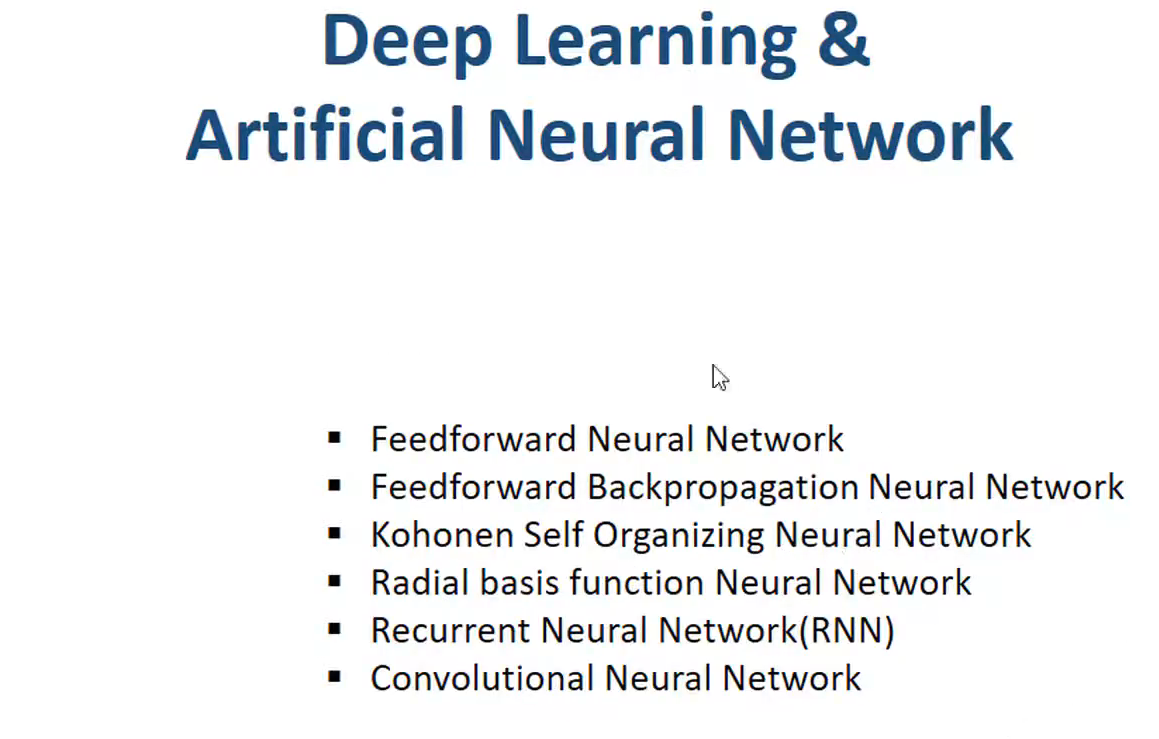 Deep Learning &
Artificial Neural Network
▪ Feedforward Neural Network
▪ Feedforward Backpropagation Neural Network
▪ Kohonen Self Organizing Neural Network
▪ Radial basis function Neural Network
▪ Recurrent Neural Network(RNN)
▪ Convolutional Neural Network